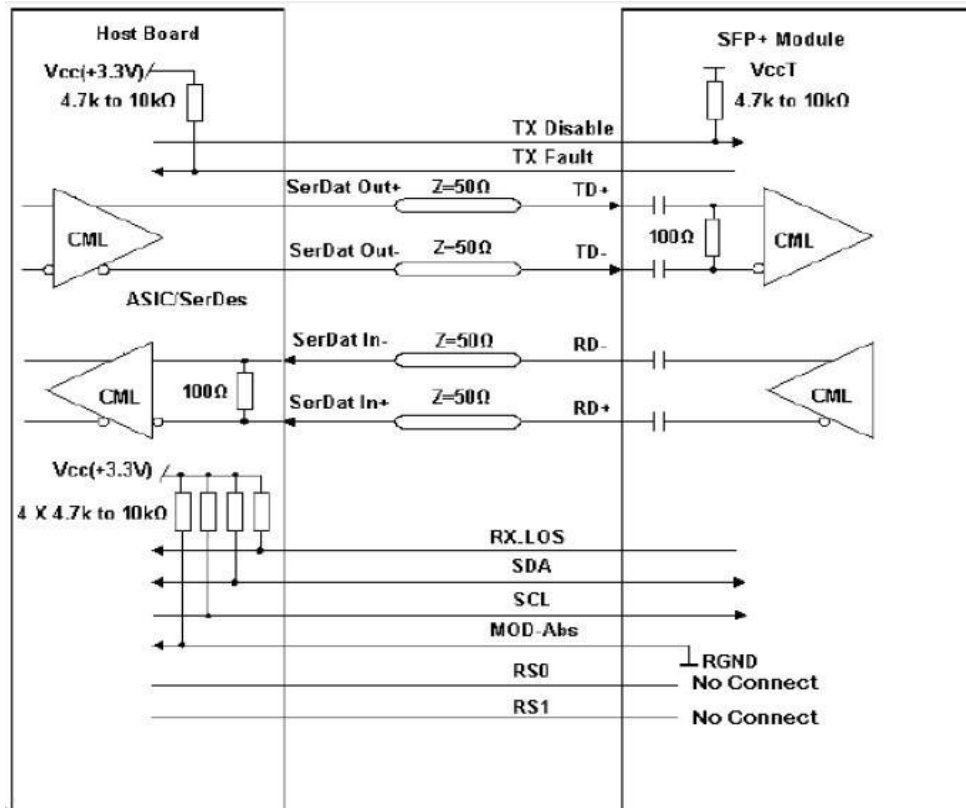 Host Board
SFP+ Module
Vcc(+3.3V)
4.7k to 10kΩ
VccT
4.7k to 10kΩ
TX Disable
TX Fault
SerDat Out+
Z=50Ω
TD+
CML
100Ω
CML
SerDat Out-
Z=50Ω
TD-
ASIC/SerDes
SerDat In-
Z=50Ω
RD-
CML
100Ω
SerDat In+
Z=50Ω
RD+
CML
Vcc(+3.3V)
4 X 4.7k to 10kΩ
RX_LOS
SDA
SCL
MOD-Abs
RGND
RS0
No Connect
RS1
No Connect